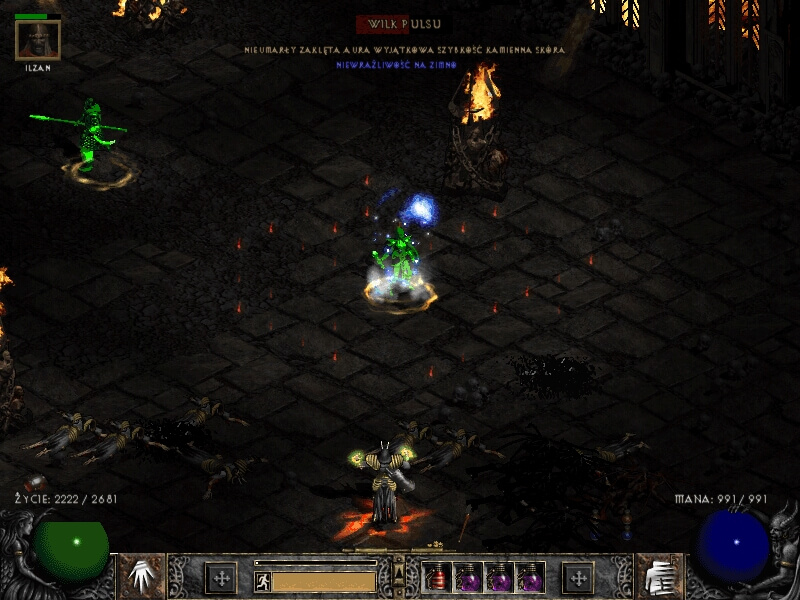 WILK PULSU
NIEUMARŁY ZAKLĘTA AURA WYJĄTKOWA SZYBKOŚĆ KAMIENNA SKÓRA
NIEWRAŻLIWOŚĆ NA ZIMNO
ILZAN
ŻYCIE: 2222 / 2681
MANA: 991 / 991